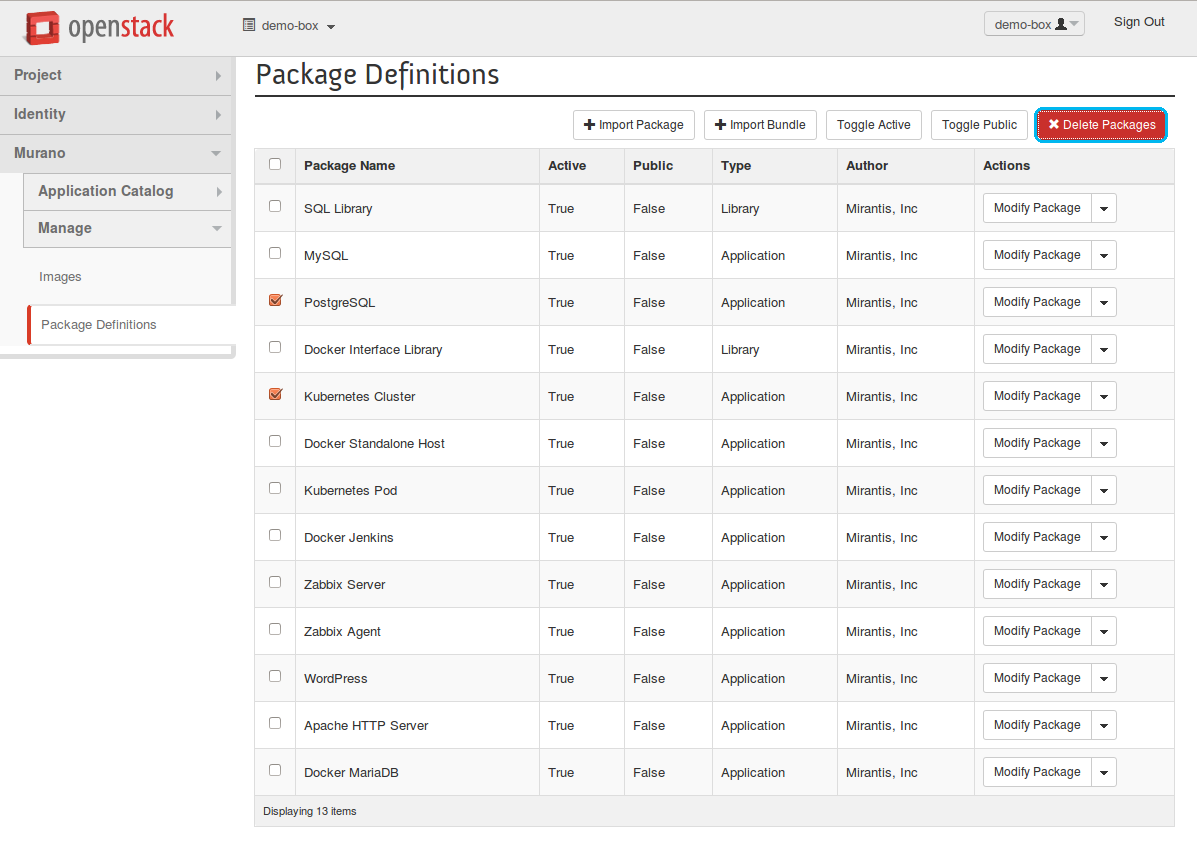 openstack demo-box demo-box Sign Out
Project
Identity
Murano
Application Catalog
Manage
Images
Package Definitions
Package Definitions
Import Package Import Bundle Toggle Active Toggle Public Delete Packages
Package Name Active Public Type Author Actions
SQL Library True False Library Mirantis, Inc Modify Package
MySQL True False Application Mirantis, Inc Modify Package
PostgreSQL True False Application Mirantis, Inc Modify Package
Docker Interface Library True False Library Mirantis, Inc Modify Package
Kubernetes Cluster True False Application Mirantis, Inc Modify Package
Docker Standalone Host True False Application Mirantis, Inc Modify Package
Kubernetes Pod True False Application Mirantis, Inc Modify Package
Docker Jenkins True False Application Mirantis, Inc Modify Package
Zabbix Server True False Application Mirantis, Inc Modify Package
Zabbix Agent True False Application Mirantis, Inc Modify Package
WordPress True False Application Mirantis, Inc Modify Package
Apache HTTP Server True False Application Mirantis, Inc Modify Package
Docker MariaDB True False Application Mirantis, Inc Modify Package
Displaying 13 items